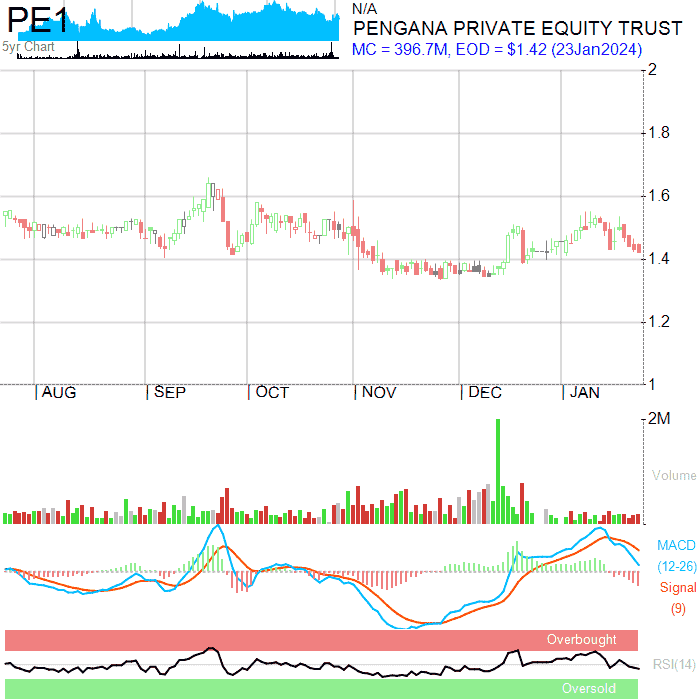 PE1
N/A
PENGANA PRIVATE EQUITY TRUST
5yr Chart
MC = 396.7M, EOD = $1.42 (23Jan2024)
2
1.8
1.6
1.4
1.2
1
AUG SEP OCT NOV DEC JAN
2M
Volume
MACD
(12-26)
Signal
(9)
Overbought
RSI(14)
Oversold